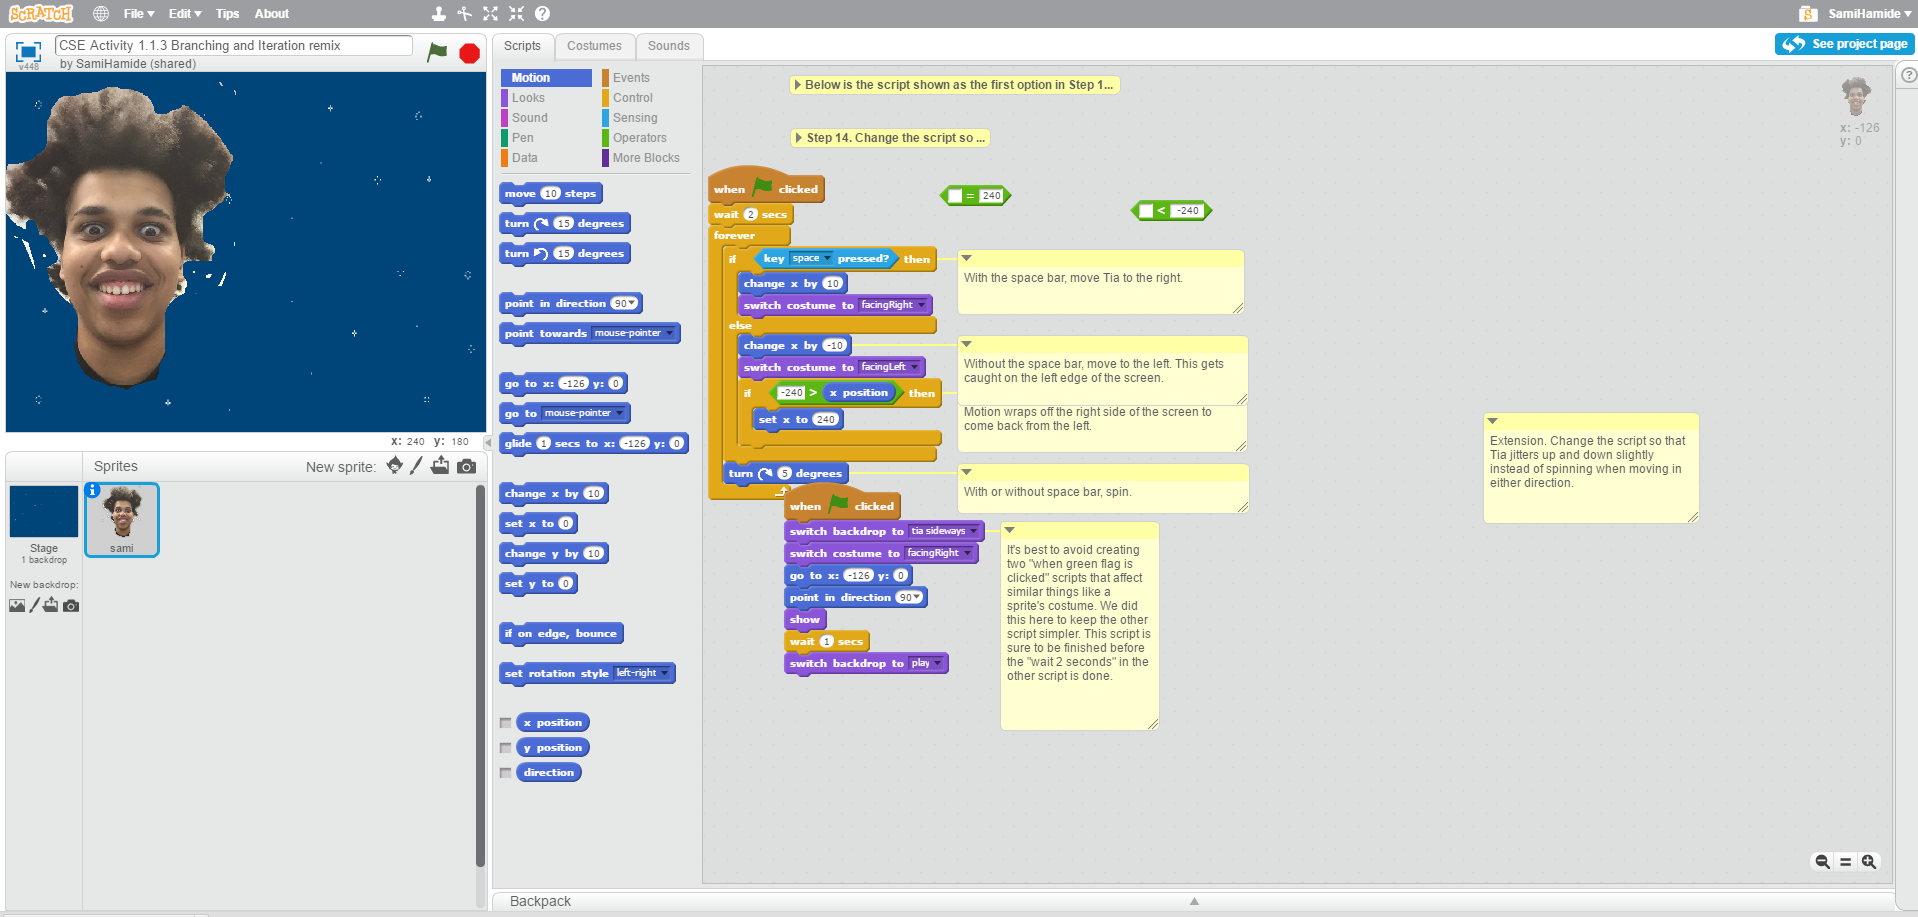 SCRATCH
File
Edit
Tips
About
SamiHamide
v448
CSE Activity 1.1.3 Branching and Iteration remix
by SamiHamide (shared)
Scripts
Costumes
Sounds
See project page
Motion
Events
Looks
Control
Sound
Sensing
Pen
Operators
Data
More Blocks
move 10 steps
turn 15 degrees
turn 15 degrees
point in direction 90
point towards mouse-pointer
go to x: -126 y: 0
go to mouse-pointer
glide 1 secs to x: -126 y: 0
change x by 10
set x to 0
change y by 10
set y to 0
if on edge, bounce
set rotation style left-right
x position
y position
direction
x: 240 y: 180
Sprites
New sprite:
Stage
1 backdrop
New backdrop:
sami
Below is the script shown as the first option in Step 1...
Step 14. Change the script so ...
x: -126
y: 0
when clicked
wait 2 secs
forever
if key space pressed? then
change x by 10
switch costume to facingRight
else
change x by -10
switch costume to facingLeft
if -240 > x position then
set x to 240
turn 5 degrees
= 240
< -240
With the space bar, move Tia to the right.
Without the space bar, move to the left. This gets
caught on the left edge of the screen.
Motion wraps off the right side of the screen to
come back from the left.
With or without space bar, spin.
Extension. Change the script so that
Tia jitters up and down slightly
instead of spinning when moving in
either direction.
when clicked
switch backdrop to tia sideways
switch costume to facingRight
go to x: -126 y: 0
point in direction 90
show
wait 1 secs
switch backdrop to play
It's best to avoid creating
two "when green flag is
clicked" scripts that affect
similar things like a
sprite's costume. We did
this here to keep the other
script simpler. This script is
sure to be finished before
the "wait 2 seconds" in the
other script is done.
Backpack